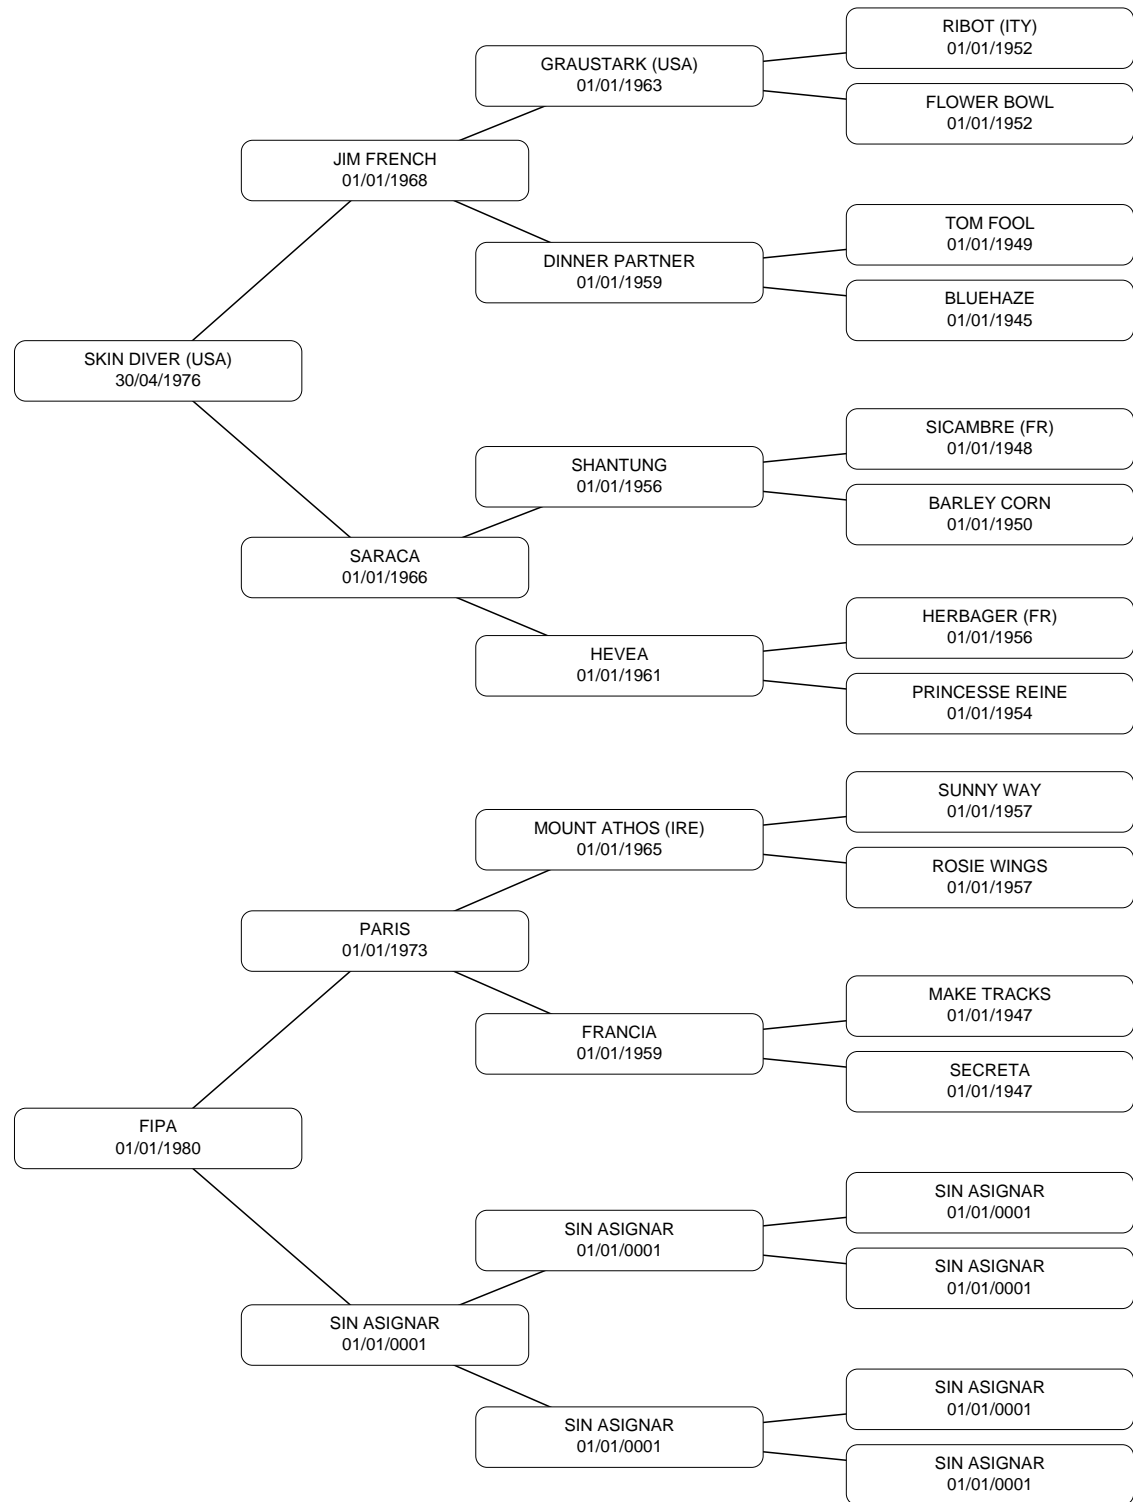 RIBOT (ITY)
01/01/1952
GRAUSTARK (USA)
01/01/1963
FLOWER BOWL
01/01/1952
JIM FRENCH
01/01/1968
TOM FOOL
01/01/1949
DINNER PARTNER
01/01/1959
BLUEHAZE
01/01/1945
SKIN DIVER (USA)
30/04/1976
SICAMBRE (FR)
01/01/1948
SHANTUNG
01/01/1956
BARLEY CORN
01/01/1950
SARACA
01/01/1966
HERBAGER (FR)
01/01/1956
HEVEA
01/01/1961
PRINCESSE REINE
01/01/1954
SUNNY WAY
01/01/1957
MOUNT ATHOS (IRE)
01/01/1965
ROSIE WINGS
01/01/1957
PARIS
01/01/1973
MAKE TRACKS
01/01/1947
FRANCIA
01/01/1959
SECRETA
01/01/1947
FIPA
01/01/1980
SIN ASIGNAR
01/01/0001
SIN ASIGNAR
01/01/0001
SIN ASIGNAR
01/01/0001
SIN ASIGNAR
01/01/0001
SIN ASIGNAR
01/01/0001
SIN ASIGNAR
01/01/0001
SIN ASIGNAR
01/01/0001